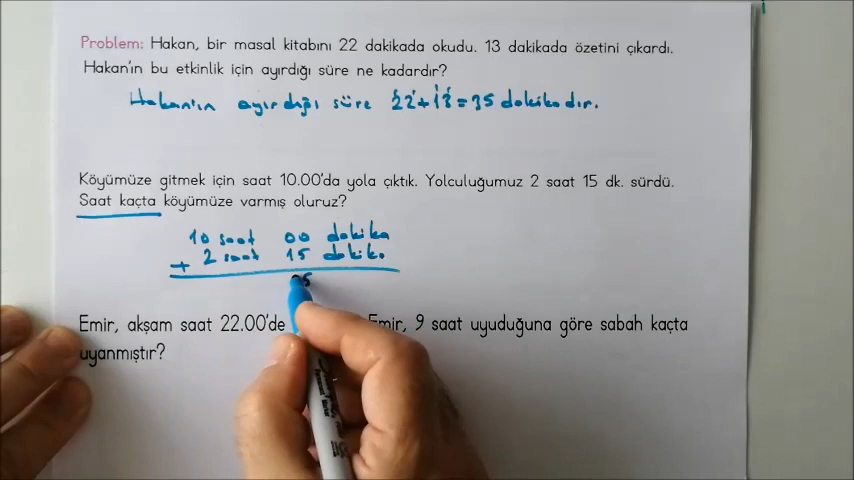 Problem: Hakan, bir masal kitabını 22 dakikada okudu. 13 dakikada özetini çıkardı.
Hakan'ın bu etkinlik için ayırdığı süre ne kadardır?
Hakan'ın ayırdığı süre 22+13=35 dakikadır.
Köyümüze gitmek için saat 10.00'da yola çıktık. Yolculuğumuz 2 saat 15 dk. sürdü.
Saat kaçta köyümüze varmış oluruz?
10 saat 00 dakika
+ 2 saat 15 dakika
5
Emir, akşam saat 22.00'de Emir, 9 saat uyuduğuna göre sabah kaçta
uyanmıştır?